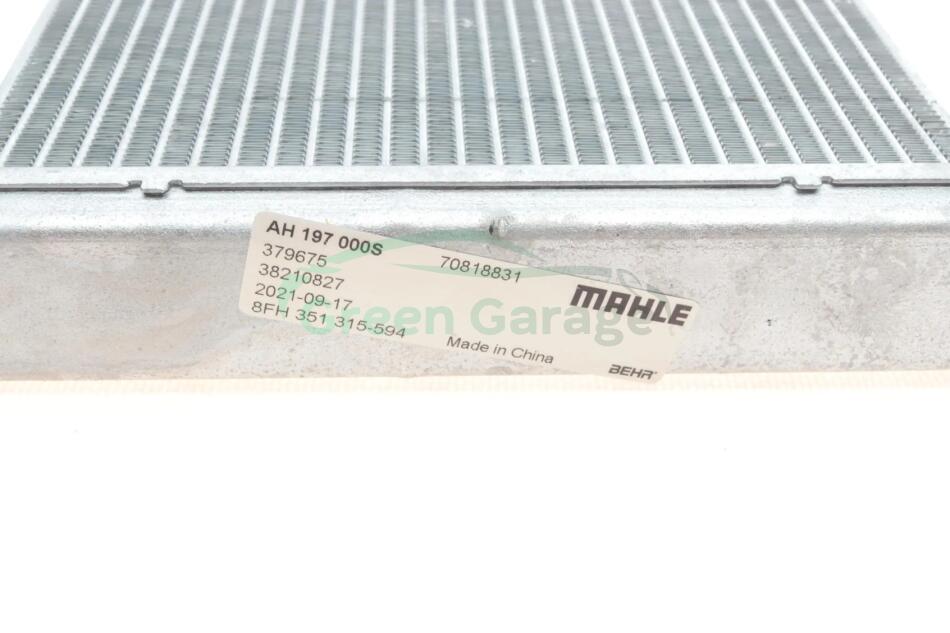 AH 197 000S
379675 70818831
38210827
2021-09-17
8FH 351 315-594
MAHLE
Made in China
BEHR
Green Garage